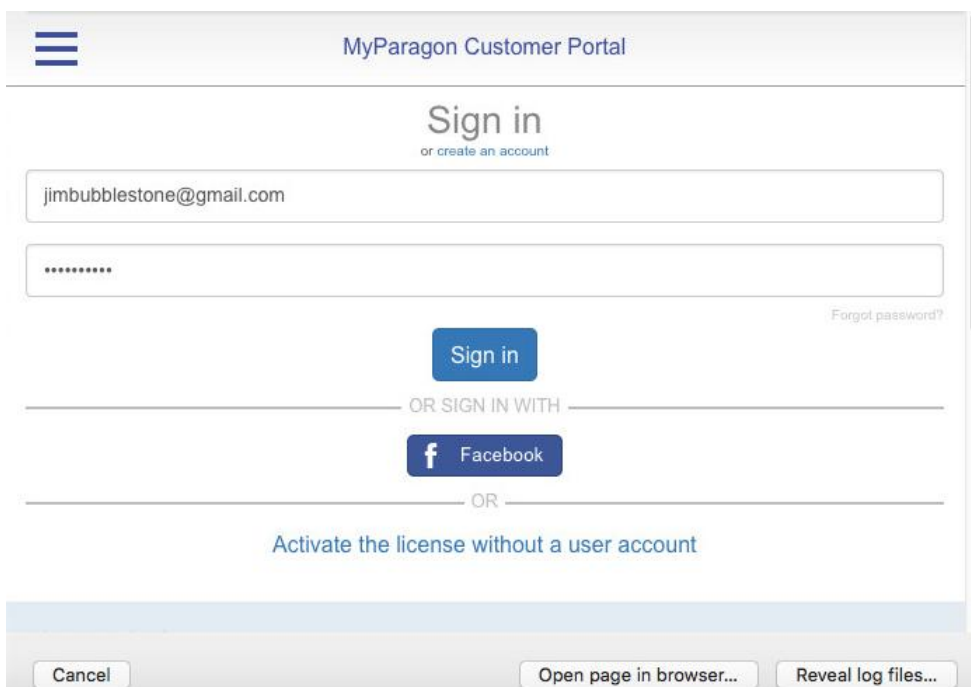 MyParagon Customer Portal
Sign in
or create an account
jimbubblestone@gmail.com
••••••••••
Forgot password?
Sign in
OR SIGN IN WITH
f Facebook
OR
Activate the license without a user account
Cancel
Open page in browser...
Reveal log files...